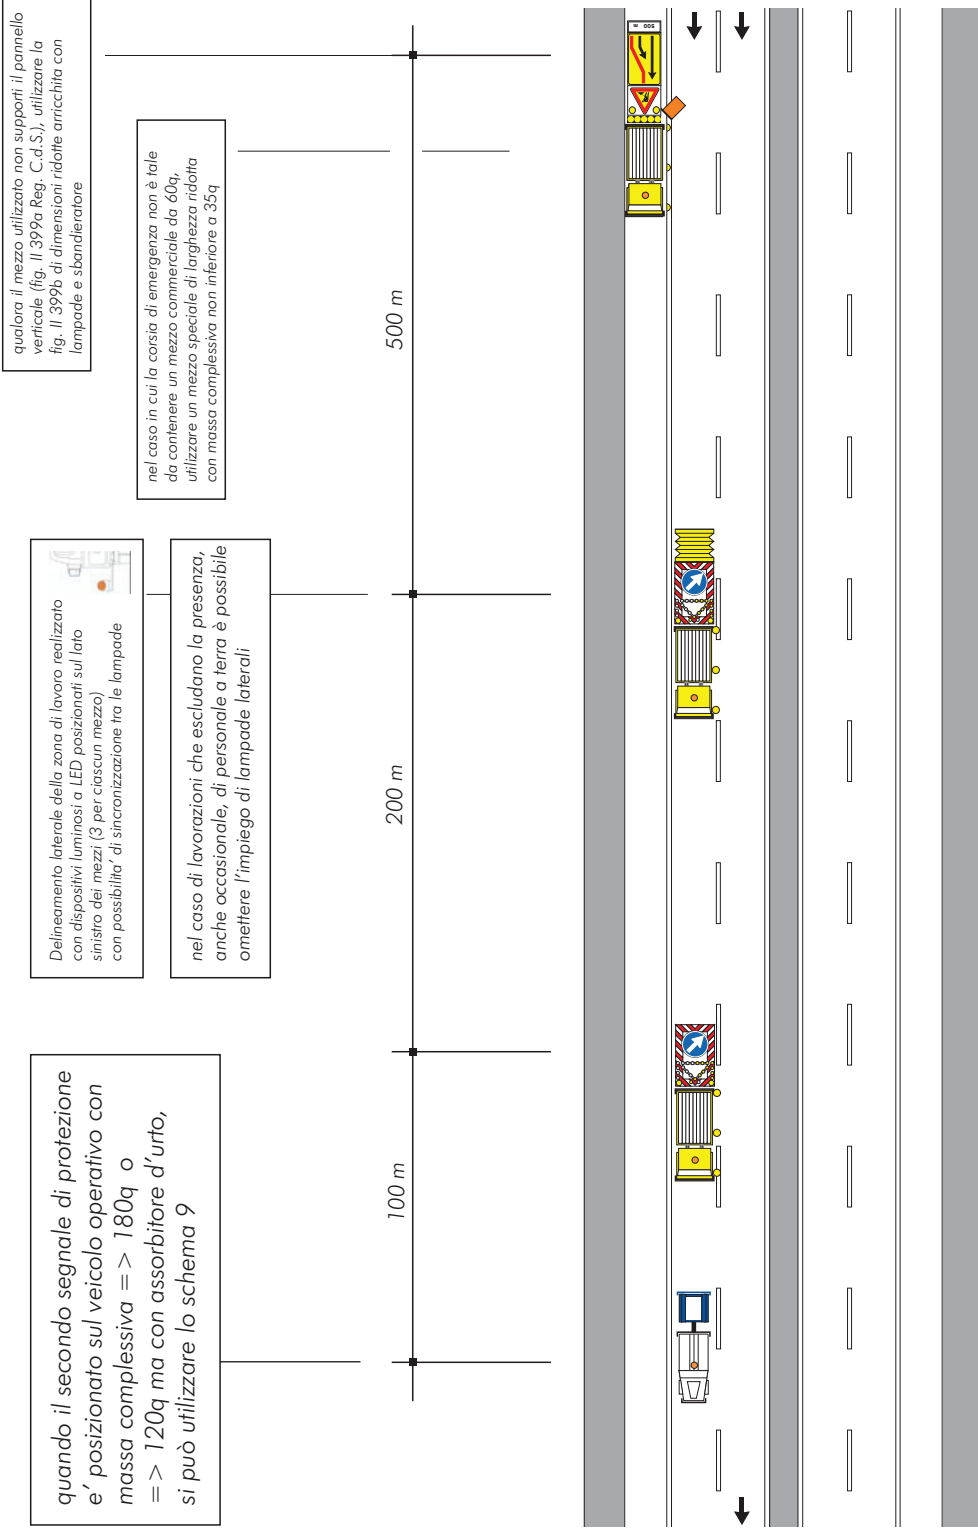 qualora il mezzo utilizzato non supporti il pannello
verticale (fig. II 399a Reg. C.d.S.), utilizzare la
fig. II 399b di dimensioni ridotte arricchita con
lampade e sbandieratore
nel caso in cui la corsia di emergenza non è tale
da contenere un mezzo commerciale da 60q,
utilizzare un mezzo speciale di larghezza ridotta
con massa complessiva non inferiore a 35q
Delineamento laterale della zona di lavoro realizzato
con dispositivi luminosi a LED posizionati sul lato
sinistro dei mezzi (3 per ciascun mezzo)
con possibilita' di sincronizzazione tra le lampade
nel caso di lavorazioni che escludano la presenza,
anche occasionale, di personale a terra è possibile
omettere l'impiego di lampade laterali
quando il secondo segnale di protezione
e' posizionato sul veicolo operativo con
massa complessiva => 180q o
=> 120q ma con assorbitore d'urto,
si può utilizzare lo schema 9
500 m
200 m
100 m
500 m